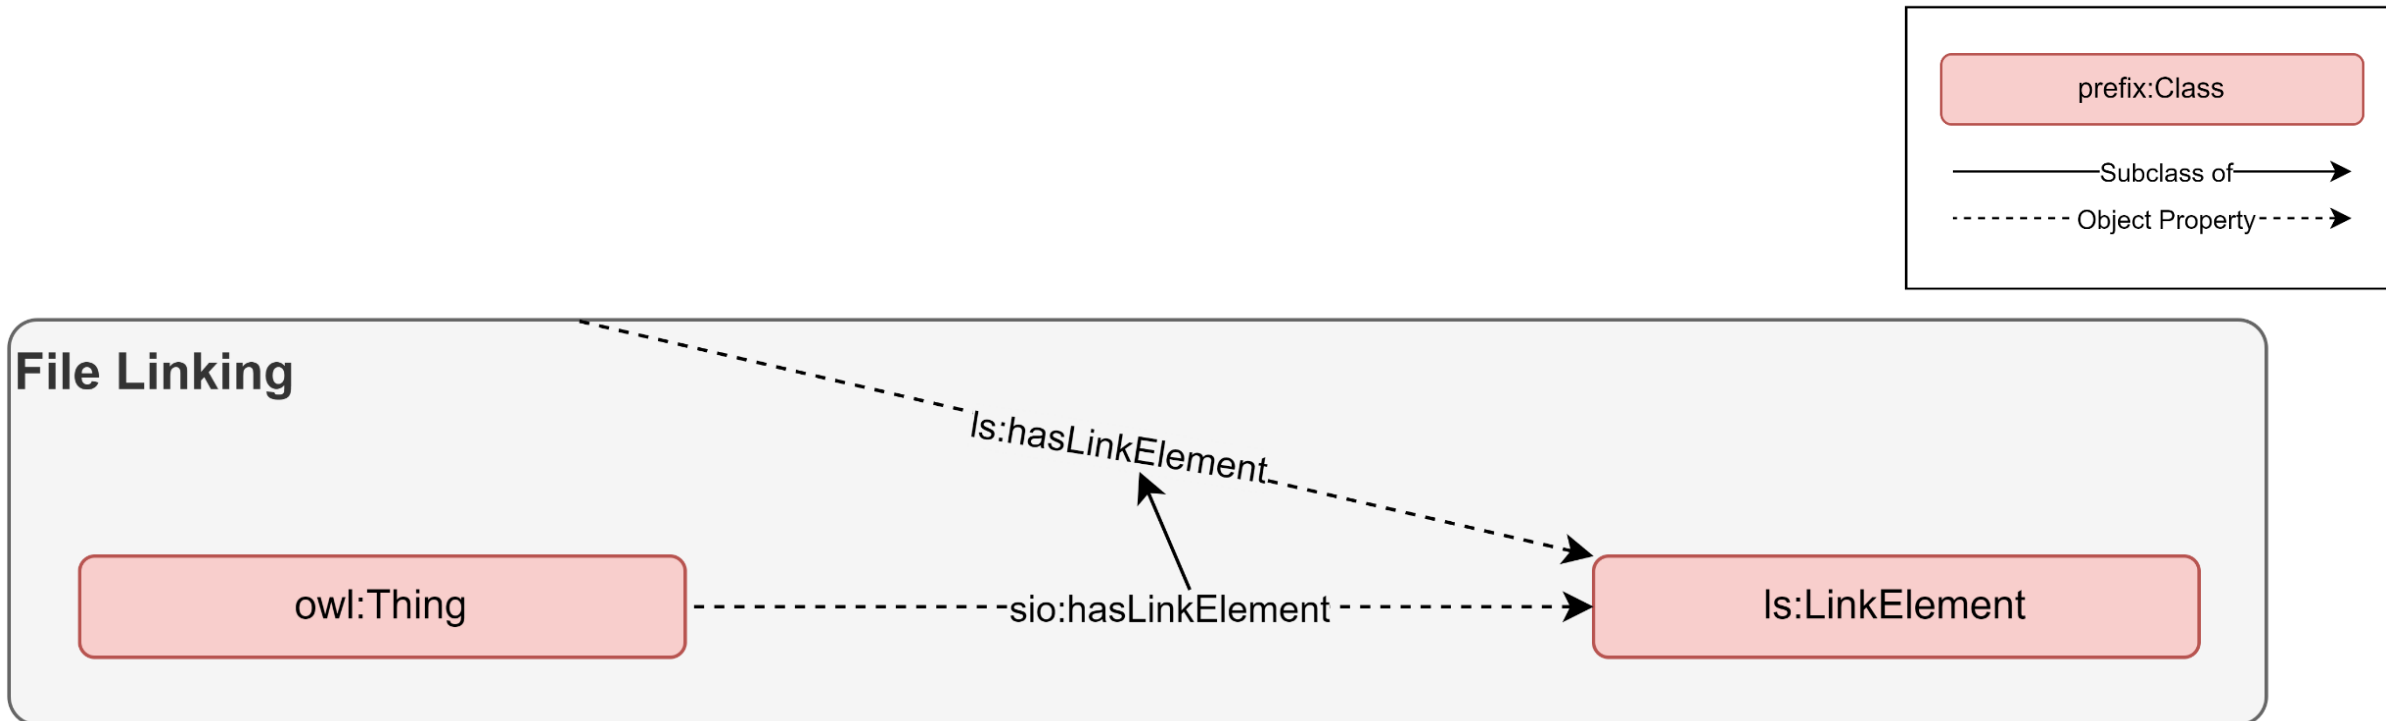 prefix:Class
Subclass of
Object Property
File Linking
ls:hasLinkElement
owl:Thing
sio:hasLinkElement
ls:LinkElement